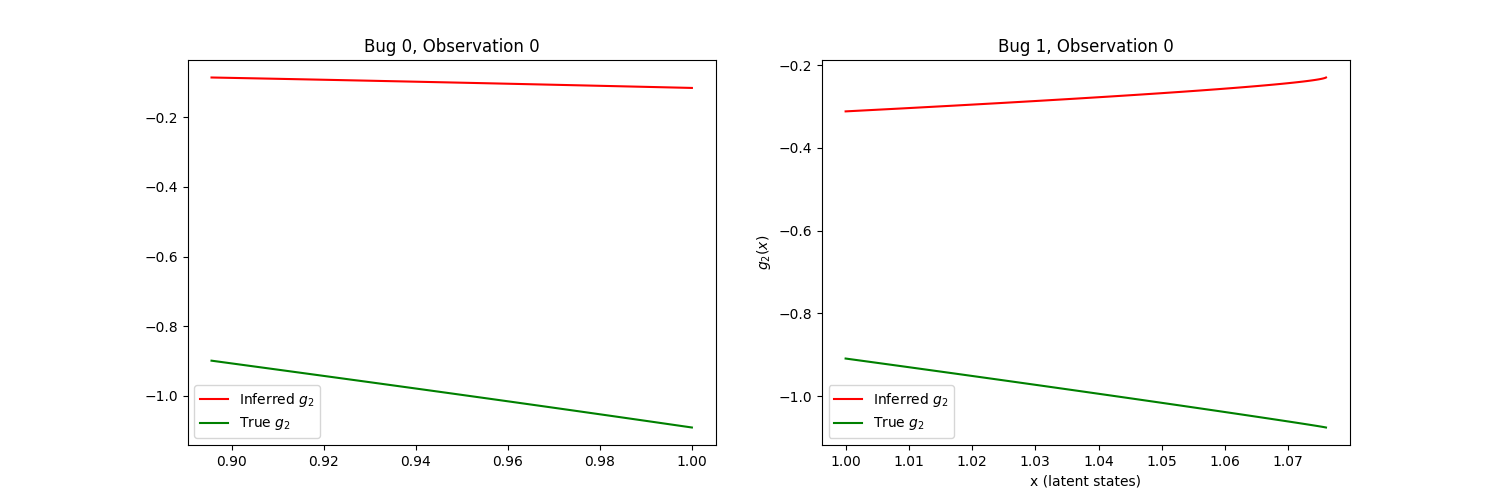 Bug 0, Observation 0
−0.2
−0.4
−0.6
−0.8
−1.0
Inferred g₂
True g₂
0.90 0.92 0.94 0.96 0.98 1.00
Bug 1, Observation 0
g₂(x)
−0.2
−0.4
−0.6
−0.8
−1.0
Inferred g₂
True g₂
1.00 1.01 1.02 1.03 1.04 1.05 1.06 1.07
x (latent states)